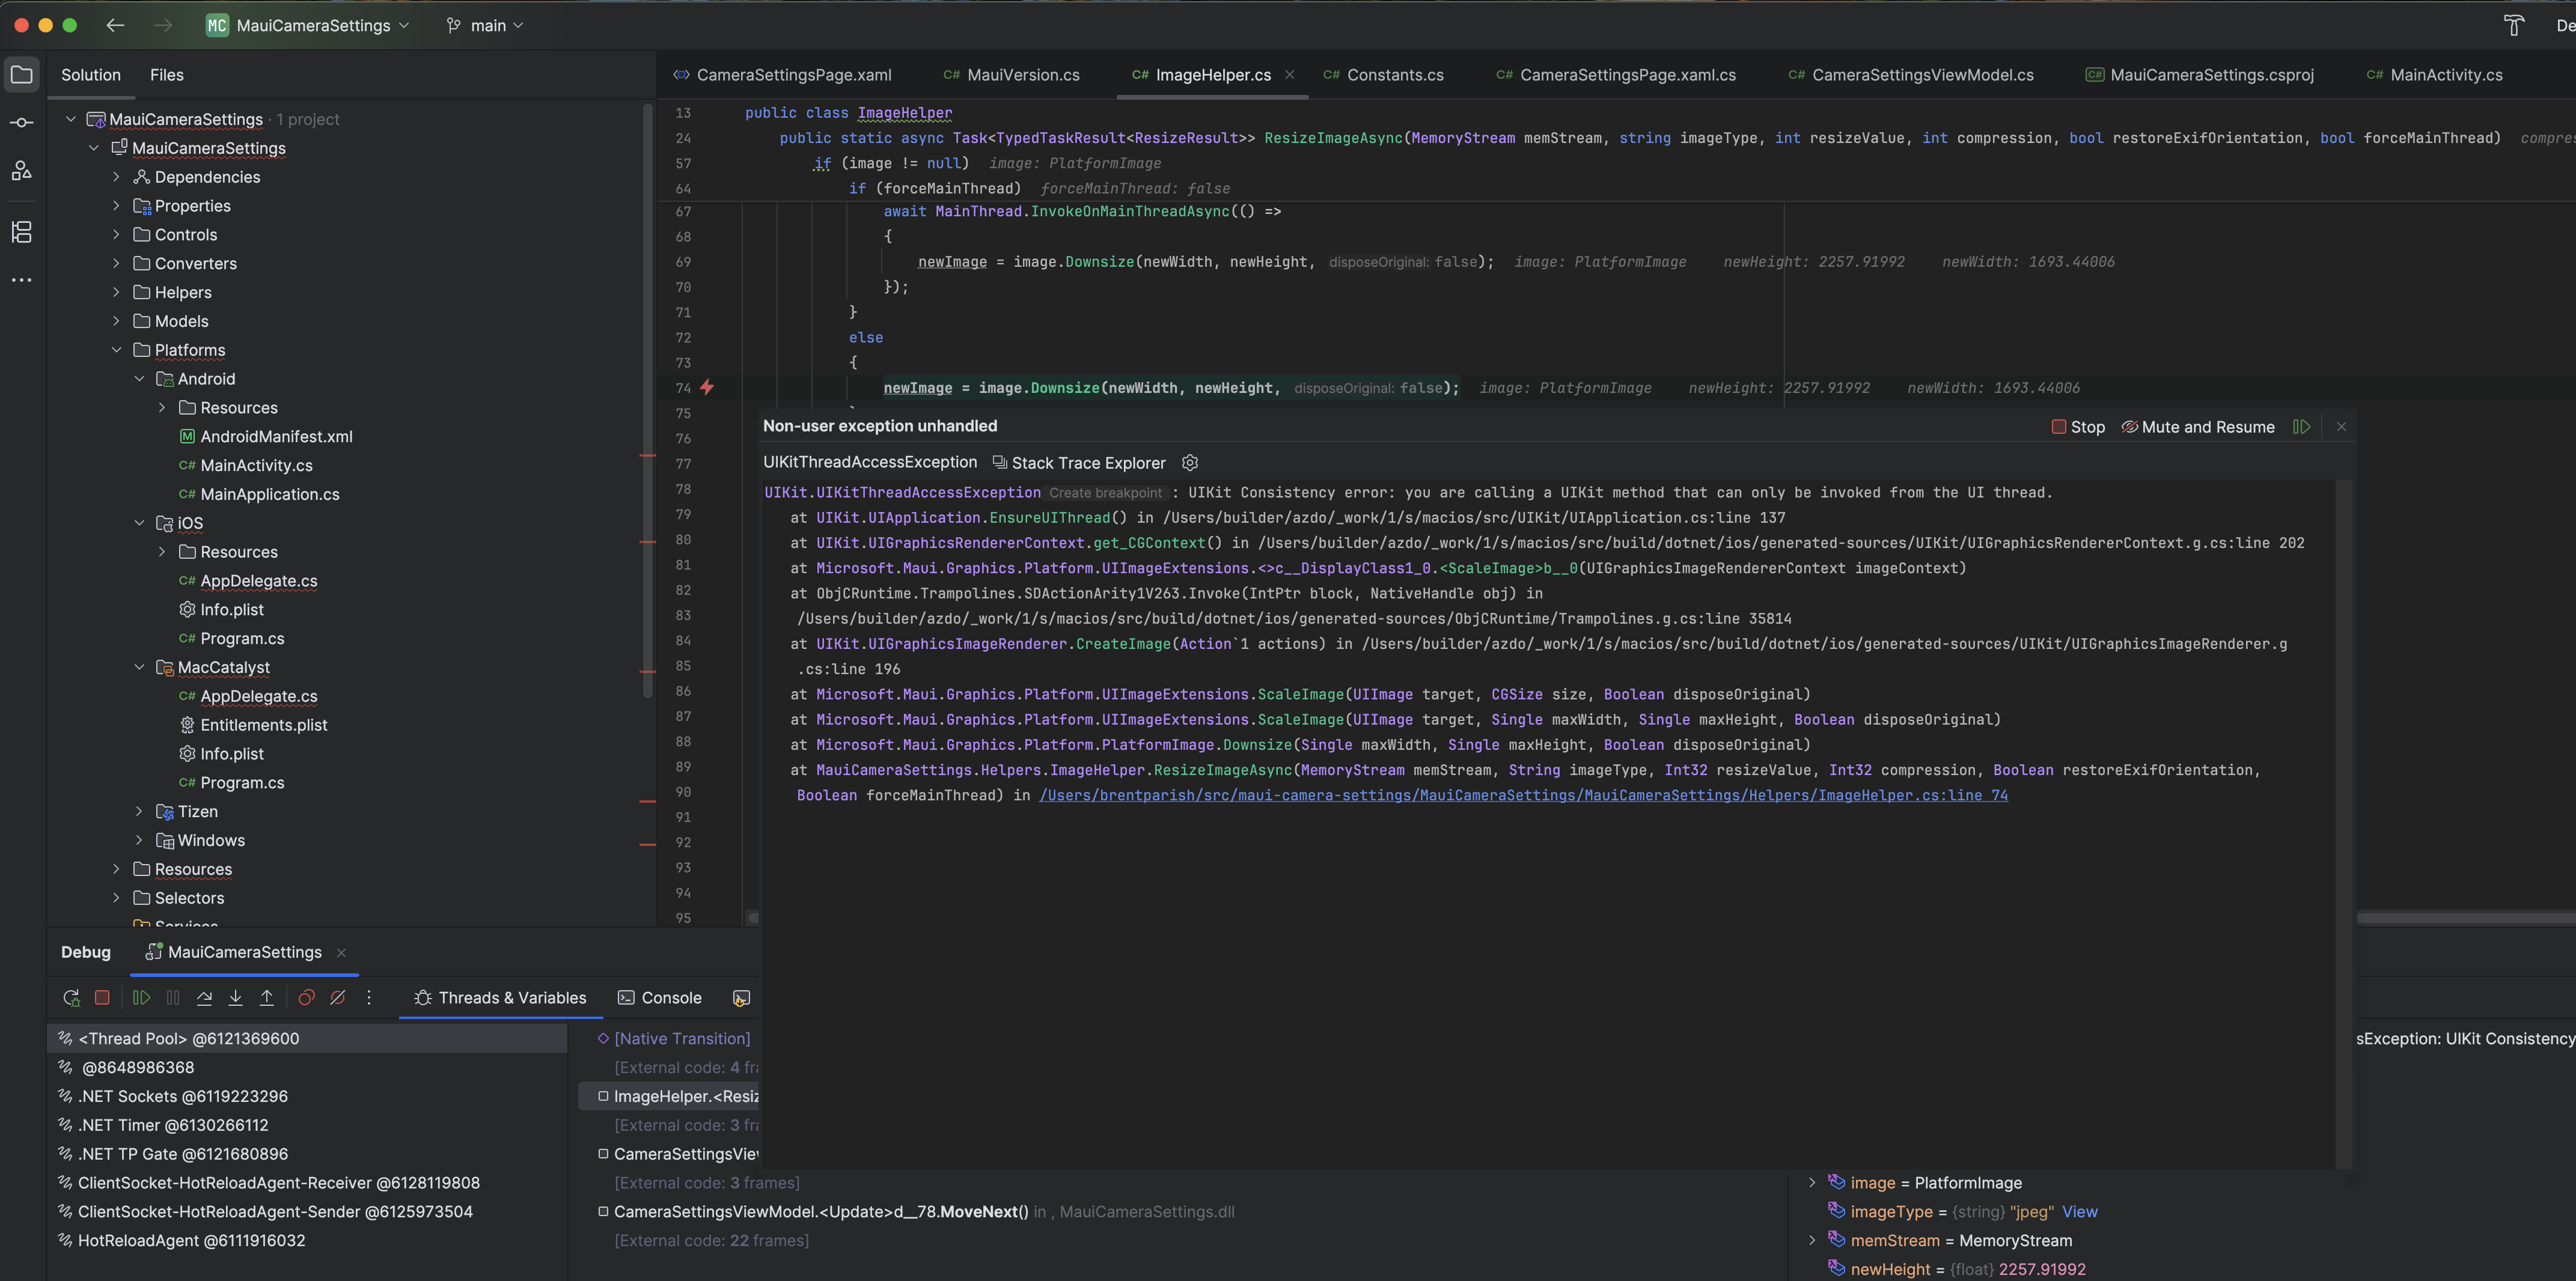 MC MauiCameraSettings main De
Solution Files
CameraSettingsPage.xaml C# MauiVersion.cs C# ImageHelper.cs C# Constants.cs C# CameraSettingsPage.xaml.cs C# CameraSettingsViewModel.cs C# MauiCameraSettings.csproj C# MainActivity.cs
MauiCameraSettings · 1 project
MauiCameraSettings
Dependencies
Properties
Controls
Converters
Helpers
Models
Platforms
Android
Resources
M AndroidManifest.xml
C# MainActivity.cs
C# MainApplication.cs
iOS
Resources
C# AppDelegate.cs
Info.plist
C# Program.cs
MacCatalyst
C# AppDelegate.cs
Entitlements.plist
Info.plist
C# Program.cs
Tizen
Windows
Resources
Selectors
Services
13 public class ImageHelper
24 public static async Task<TypedTaskResult<ResizeResult>> ResizeImageAsync(MemoryStream memStream, string imageType, int resizeValue, int compression, bool restoreExifOrientation, bool forceMainThread) compres
57 if (image != null) image: PlatformImage
64 if (forceMainThread) forceMainThread: false
67 await MainThread.InvokeOnMainThreadAsync(() =>
68 {
69 newImage = image.Downsize(newWidth, newHeight, disposeOriginal: false); image: PlatformImage newHeight: 2257.91992 newWidth: 1693.44006
70 });
71 }
72 else
73 {
74 newImage = image.Downsize(newWidth, newHeight, disposeOriginal: false); image: PlatformImage newHeight: 2257.91992 newWidth: 1693.44006
75
76
77
78
79
80
81
82
83
84
85
86
87
88
89
90
91
92
93
94
95
Non-user exception unhandled Stop Mute and Resume
UIKitThreadAccessException Stack Trace Explorer
UIKit.UIKitThreadAccessException Create breakpoint : UIKit Consistency error: you are calling a UIKit method that can only be invoked from the UI thread.
at UIKit.UIApplication.EnsureUIThread() in /Users/builder/azdo/_work/1/s/macios/src/UIKit/UIApplication.cs:line 137
at UIKit.UIGraphicsRendererContext.get_CGContext() in /Users/builder/azdo/_work/1/s/macios/src/build/dotnet/ios/generated-sources/UIKit/UIGraphicsRendererContext.g.cs:line 202
at Microsoft.Maui.Graphics.Platform.UIImageExtensions.<>c__DisplayClass1_0.<ScaleImage>b__0(UIGraphicsImageRendererContext imageContext)
at ObjCRuntime.Trampolines.SDActionArity1V263.Invoke(IntPtr block, NativeHandle obj) in
/Users/builder/azdo/_work/1/s/macios/src/build/dotnet/ios/generated-sources/ObjCRuntime/Trampolines.g.cs:line 35814
at UIKit.UIGraphicsImageRenderer.CreateImage(Action`1 actions) in /Users/builder/azdo/_work/1/s/macios/src/build/dotnet/ios/generated-sources/UIKit/UIGraphicsImageRenderer.g
.cs:line 196
at Microsoft.Maui.Graphics.Platform.UIImageExtensions.ScaleImage(UIImage target, CGSize size, Boolean disposeOriginal)
at Microsoft.Maui.Graphics.Platform.UIImageExtensions.ScaleImage(UIImage target, Single maxWidth, Single maxHeight, Boolean disposeOriginal)
at Microsoft.Maui.Graphics.Platform.PlatformImage.Downsize(Single maxWidth, Single maxHeight, Boolean disposeOriginal)
at MauiCameraSettings.Helpers.ImageHelper.ResizeImageAsync(MemoryStream memStream, String imageType, Int32 resizeValue, Int32 compression, Boolean restoreExifOrientation,
Boolean forceMainThread) in /Users/brentparish/src/maui-camera-settings/MauiCameraSettings/MauiCameraSettings/Helpers/ImageHelper.cs:line 74
Debug MauiCameraSettings
Threads & Variables Console
<Thread Pool> @6121369600
@8648986368
.NET Sockets @6119223296
.NET Timer @6130266112
.NET TP Gate @6121680896
ClientSocket-HotReloadAgent-Receiver @6128119808
ClientSocket-HotReloadAgent-Sender @6125973504
HotReloadAgent @6111916032
[Native Transition]
[External code: 4 fra
ImageHelper.<Resiz
[External code: 3 fra
CameraSettingsView
[External code: 3 frames]
CameraSettingsViewModel.<Update>d__78.MoveNext() in , MauiCameraSettings.dll
[External code: 22 frames]
sException: UIKit Consistency
image = PlatformImage
imageType = {string} "jpeg" View
memStream = MemoryStream
newHeight = {float} 2257.91992